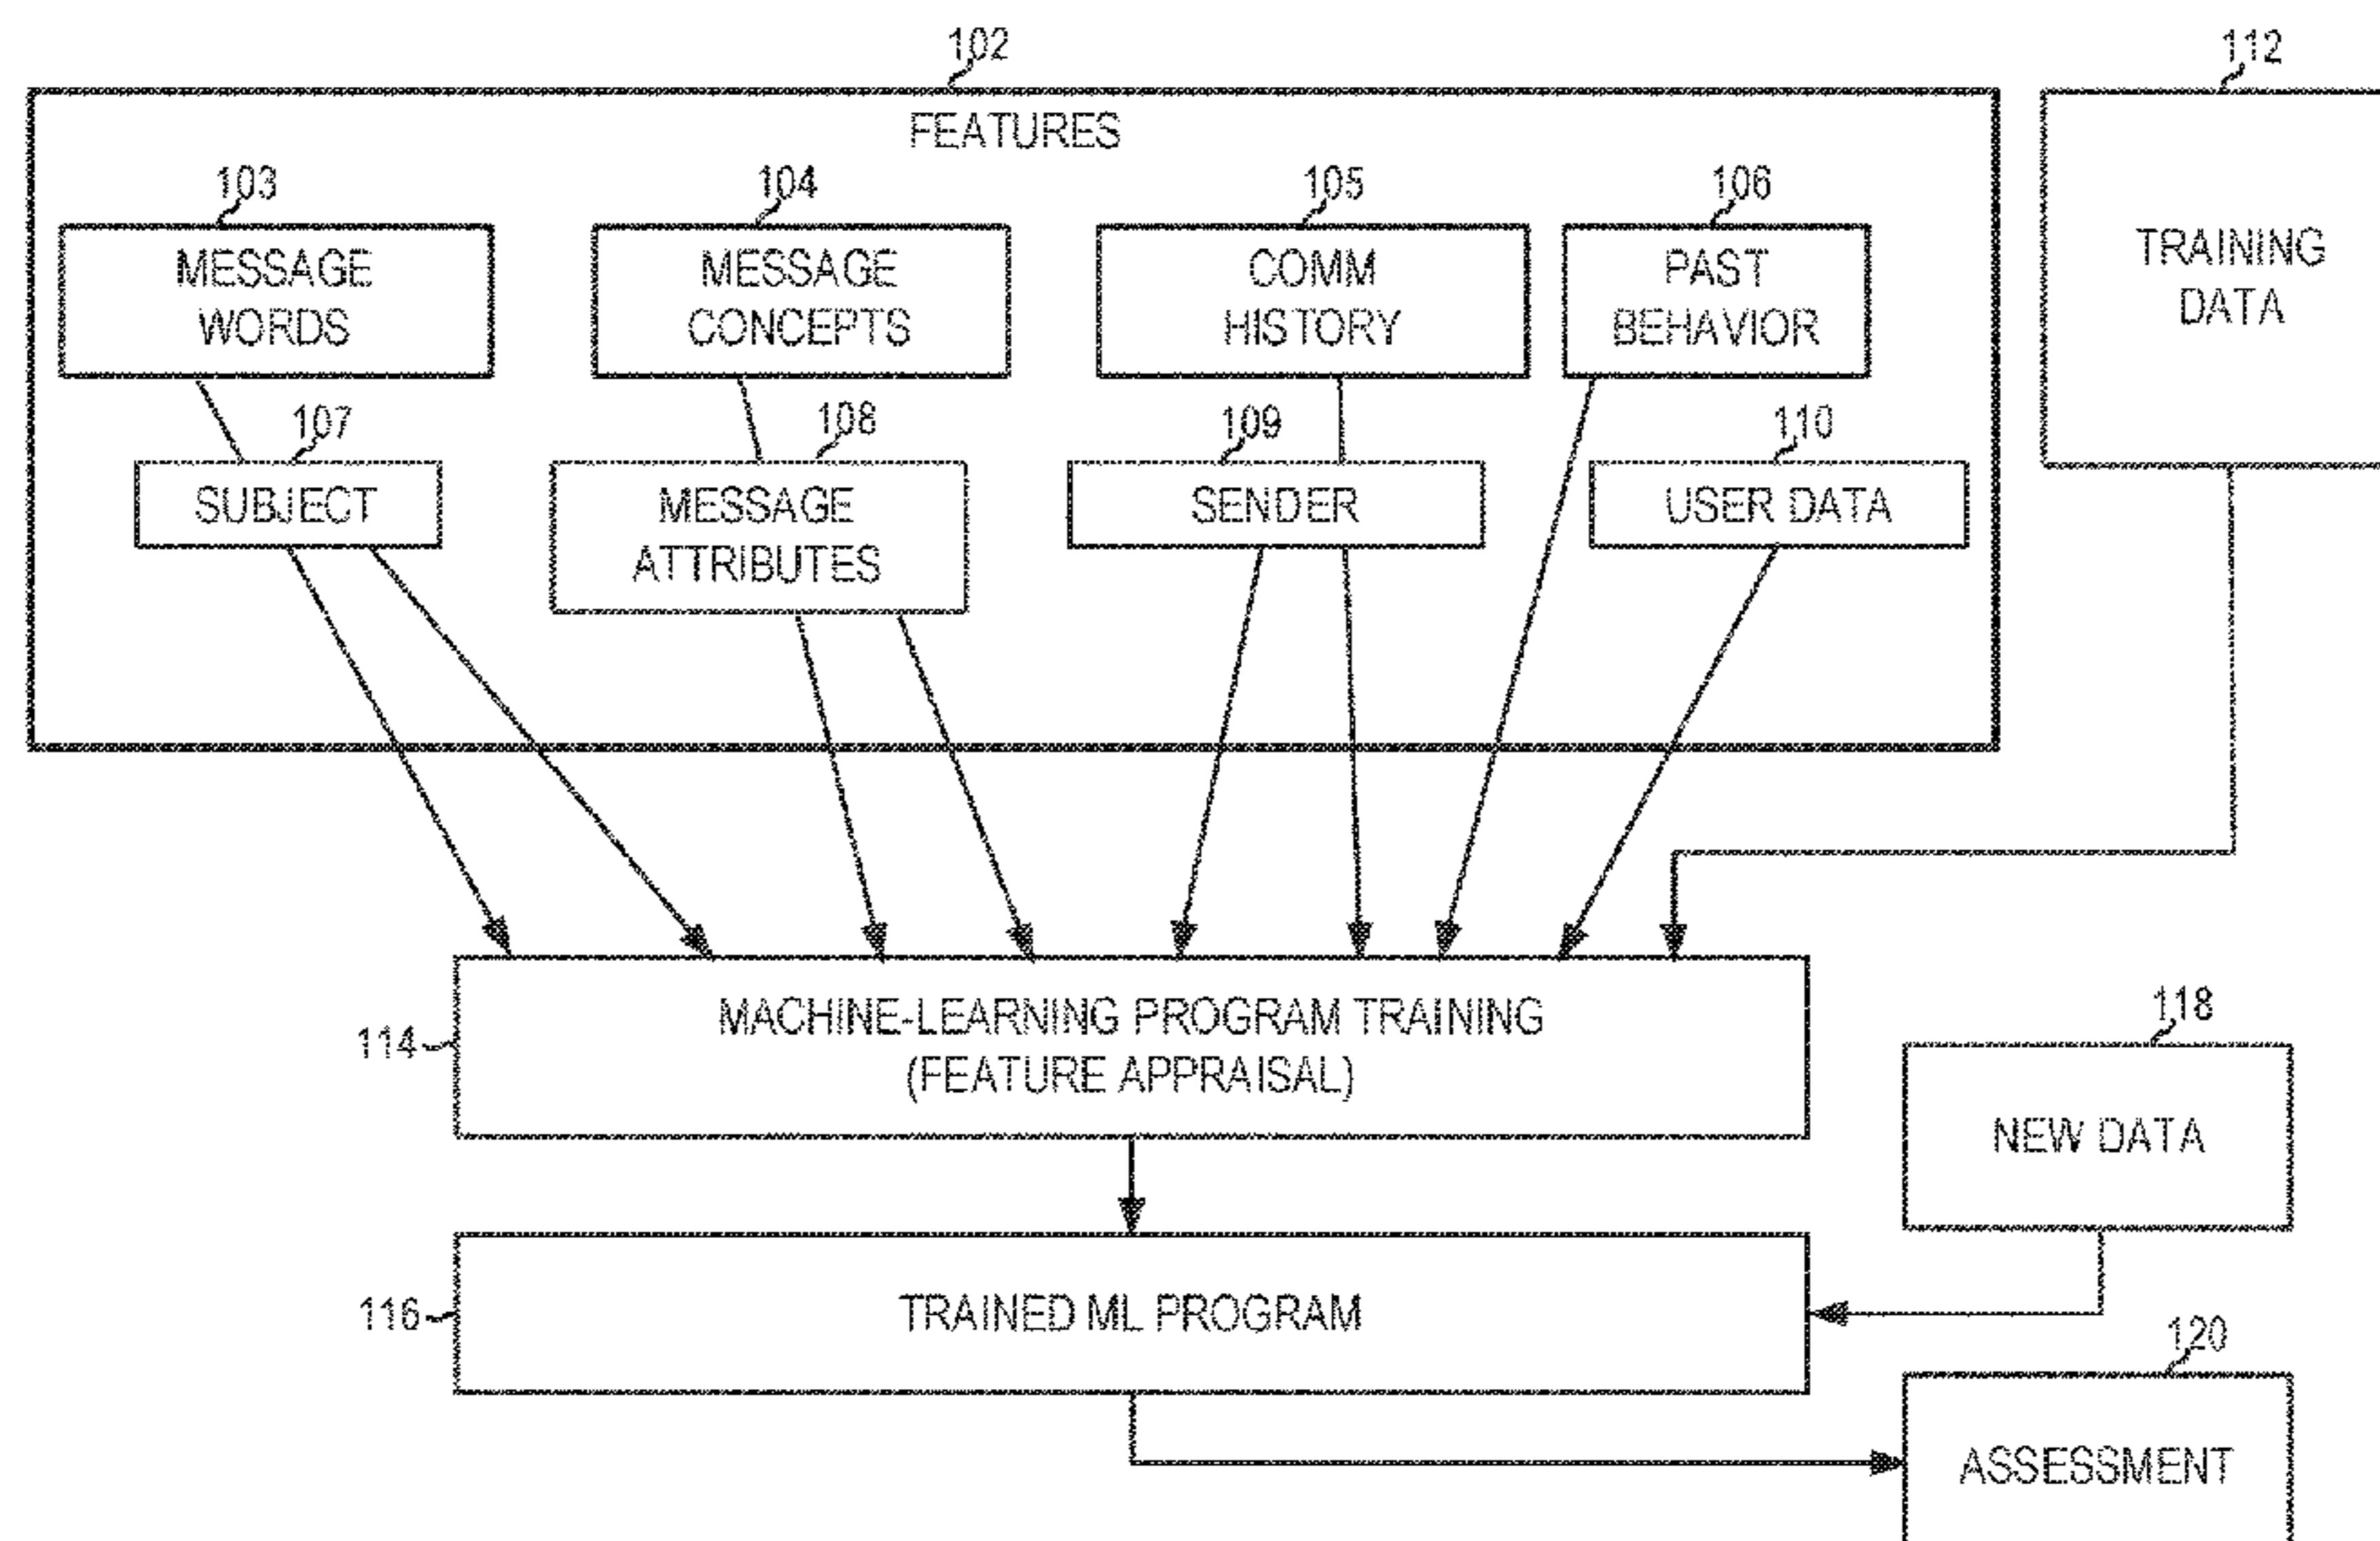 102
112
FEATURES
103
104
105
106
MESSAGE
WORDS
MESSAGE
CONCEPTS
COMM
HISTORY
PAST
BEHAVIOR
TRAINING
DATA
107
108
109
110
SUBJECT
MESSAGE
ATTRIBUTES
SENDER
USER DATA
114
MACHINE-LEARNING PROGRAM TRAINING
(FEATURE APPRAISAL)
118
NEW DATA
116
TRAINED ML PROGRAM
120
ASSESSMENT